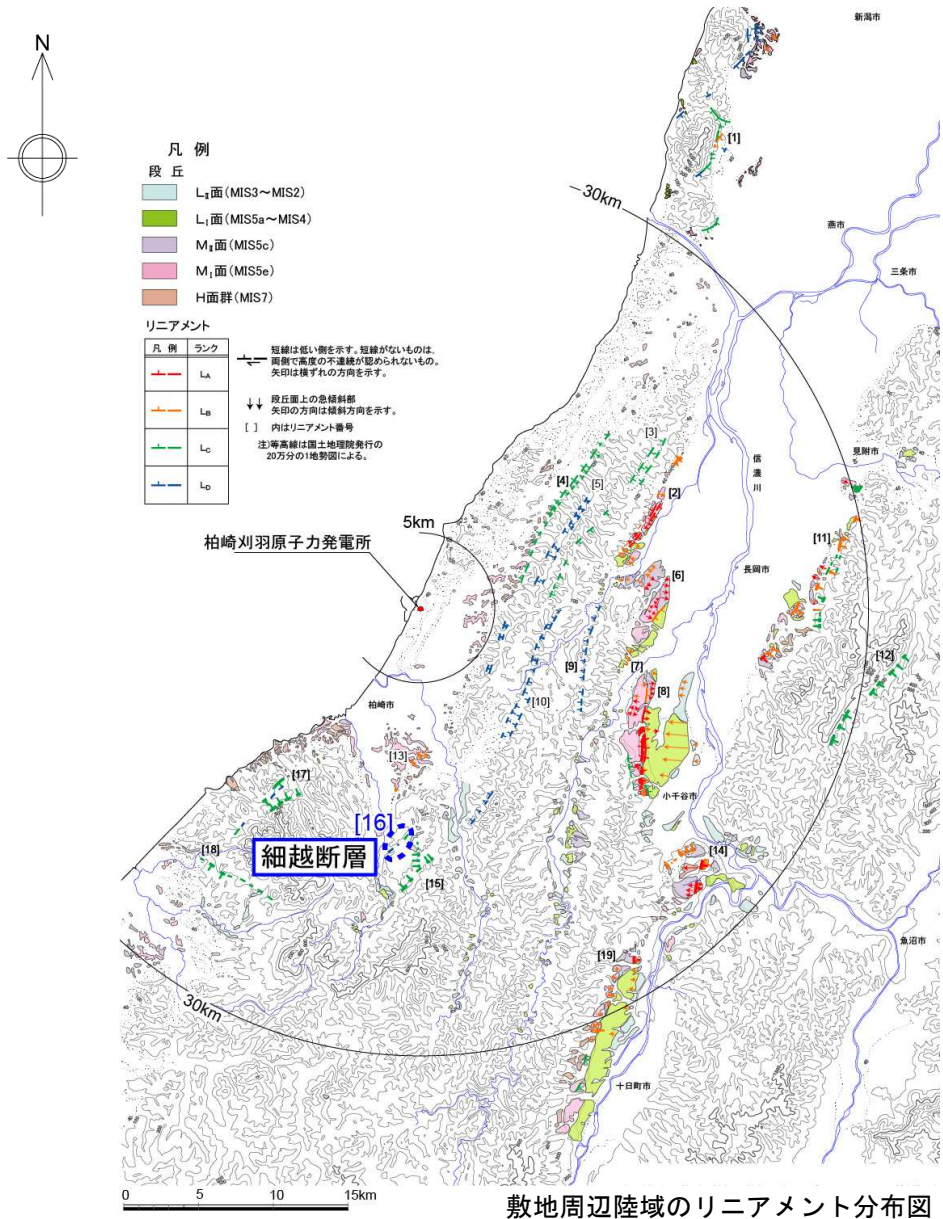 N
新潟市
凡 例
段 丘
LⅡ面(MIS3～MIS2)
LⅠ面(MIS5a～MIS4)
MⅡ面(MIS5c)
MⅠ面(MIS5e)
H面群(MIS7)
リニアメント
凡 例 ランク
LA
LB
LC
LD
短線は低い側を示す。短線がないものは、
両側で高度の不連続が認められないもの。
矢印は横ずれの方向を示す。
段丘面上の急傾斜部
矢印の方向は傾斜方向を示す。
[ ] 内はリニアメント番号
注)等高線は国土地理院発行の
20万分の1地勢図による。
[1]
30km
燕市
三条市
見附市
[3]
[4]
[5]
[2]
信濃川
5km
柏崎刈羽原子力発電所
[11]
長岡市
[6]
[12]
[7]
[9]
[8]
[10]
柏崎市
[13]
小千谷市
[17]
[16]
細越断層
[18]
[15]
[14]
魚沼市
[19]
30km
十日町市
0 5 10 15km
敷地周辺陸域のリニアメント分布図